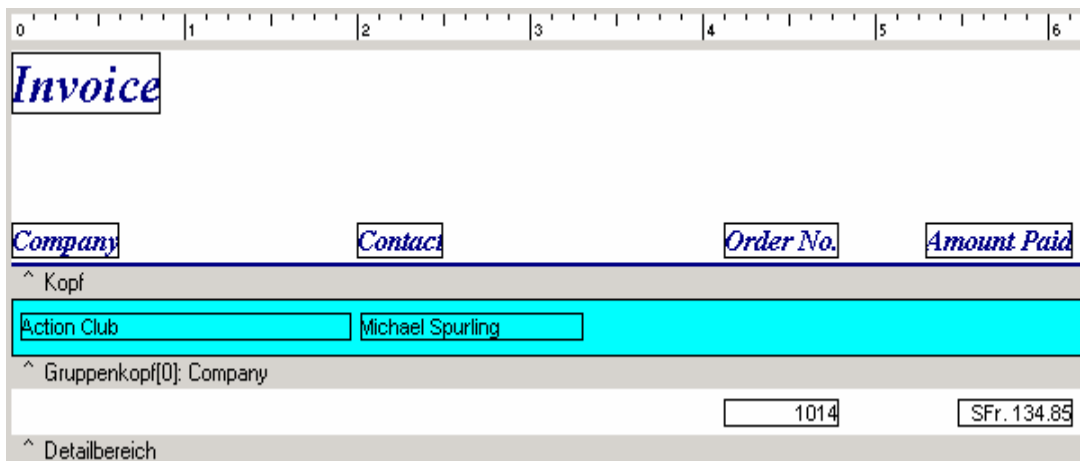 0 1 2 3 4 5 6
Invoice
Company Contact Order No. Amount Paid
^ Kopf
Action Club Michael Spurling
^ Gruppenkopf[0]: Company
1014 SFr. 134.85
^ Detailbereich